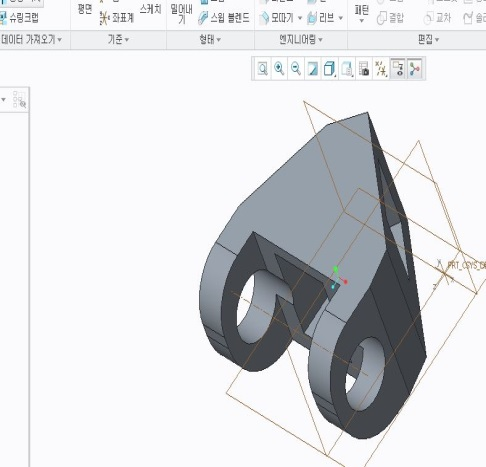 평면
스케치
밀어내
기
패턴
슈링크랩
좌표계
스윕 블렌드
모따기 리브
결합
교차
데이터 가져오기
기준
형태
엔지니어링
편집